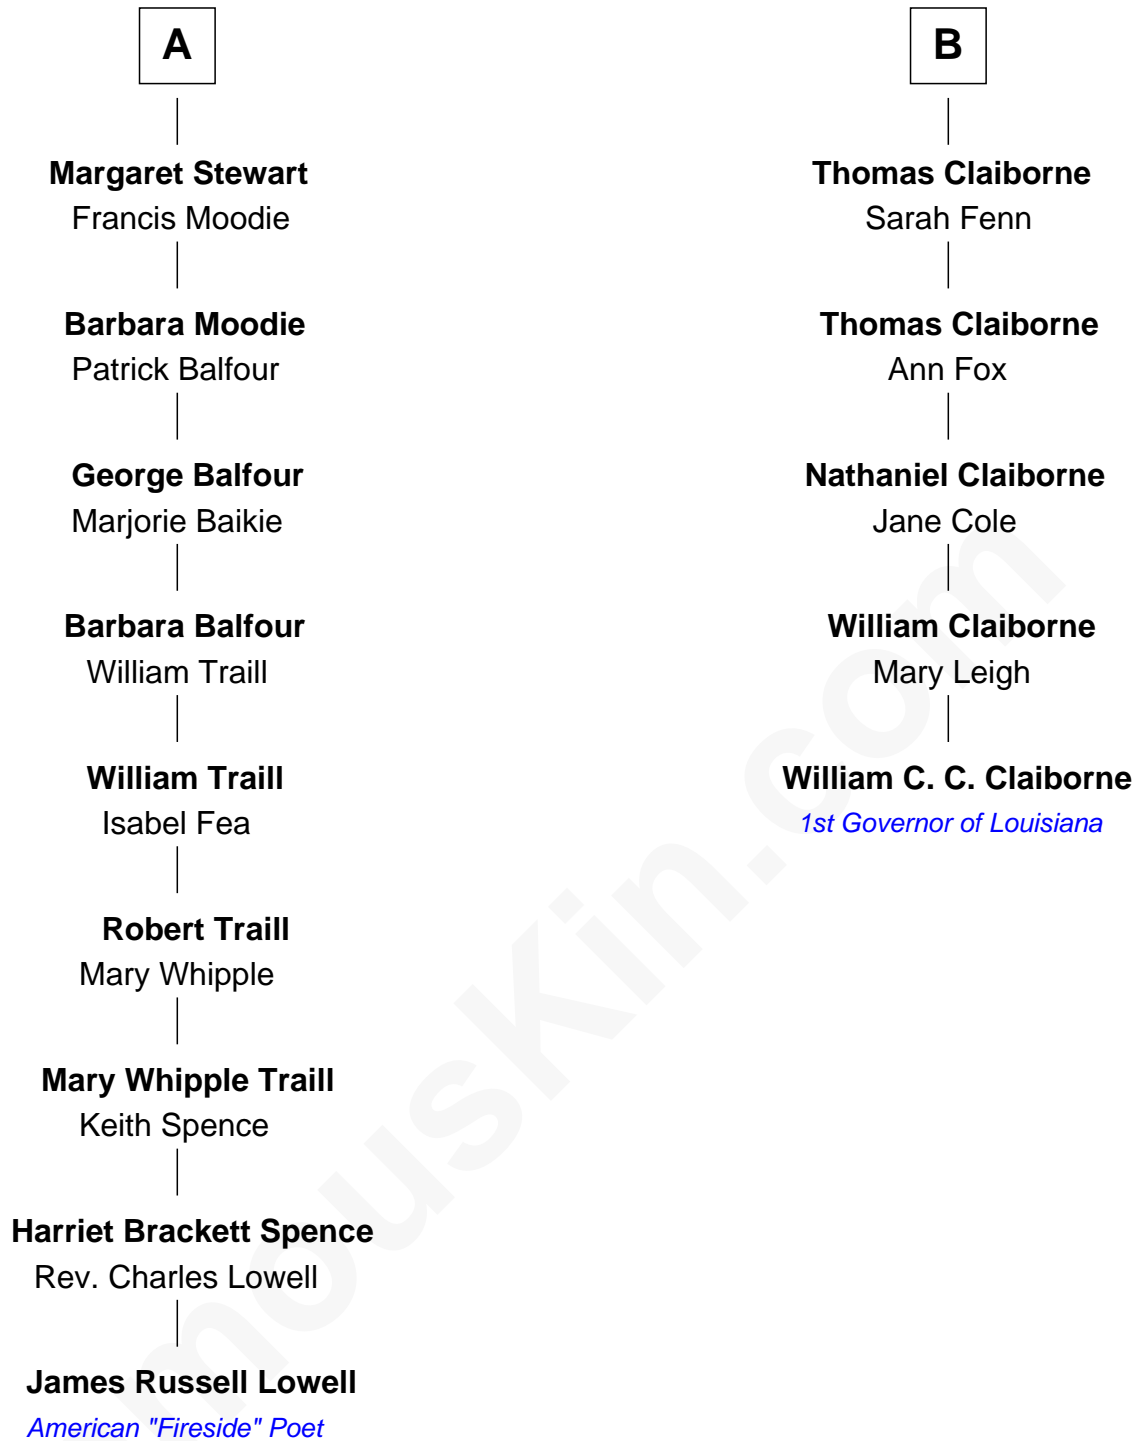 A
Margaret Stewart
Francis Moodie
Barbara Moodie
Patrick Balfour
George Balfour
Marjorie Baikie
Barbara Balfour
William Traill
William Traill
Isabel Fea
Robert Traill
Mary Whipple
Mary Whipple Traill
Keith Spence
Harriet Brackett Spence
Rev. Charles Lowell
James Russell Lowell
American "Fireside" Poet
B
Thomas Claiborne
Sarah Fenn
Thomas Claiborne
Ann Fox
Nathaniel Claiborne
Jane Cole
William Claiborne
Mary Leigh
William C. C. Claiborne
1st Governor of Louisiana
mousKin.com